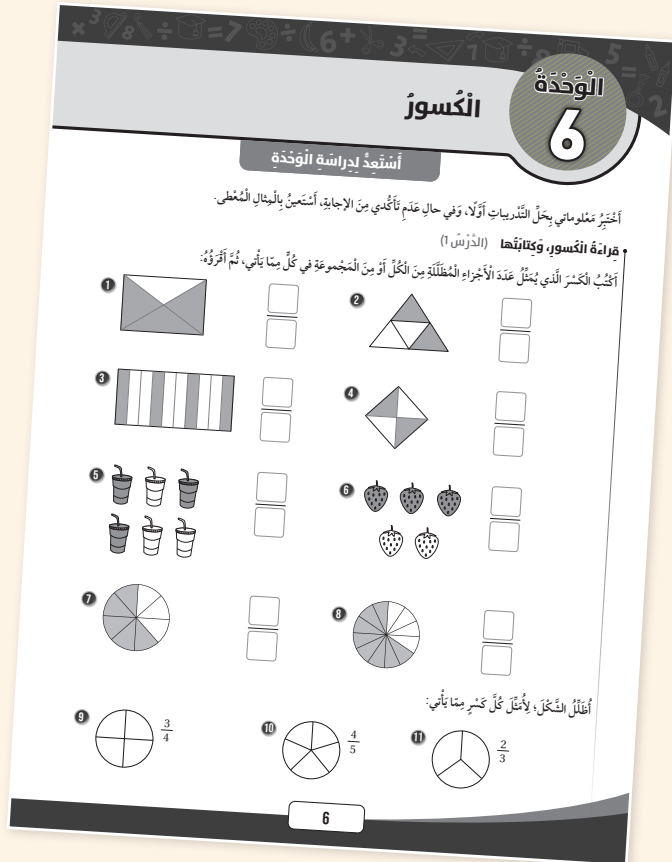 الْوَحْدَةُ
6
الْكُسورُ
أَسْتَعِدُّ لِدِراسَةِ الْوَحْدَةِ
أَخْتَبِرُ مَعْلوماتي بِحَلِّ التَّدْريباتِ أَوَّلًا، وَفي حالِ عَدَمِ تَأَكُّدي مِنَ الإجابَةِ، أَسْتَعينُ بِالْمِثالِ الْمُعْطى.
• قِراءَةُ الْكُسورِ، وَكِتابَتُها (الدَّرْسُ 1)
أَكْتُبُ الْكَسْرَ الَّذي يُمَثِّلُ عَدَدَ الْأَجْزاءِ الْمُظَلَّلَةِ مِنَ الْكُلِّ أَوْ مِنَ الْمَجْموعَةِ في كُلٍّ مِمّا يَأْتي، ثُمَّ أَقْرَؤُهُ:
1 2
3 4
5 6
7 8
أُظَلِّلُ الشَّكْلَ؛ لِأُمَثِّلَ كُلَّ كَسْرٍ مِمّا يَأْتي:
9 3/4 10 4/5 11 2/3
6